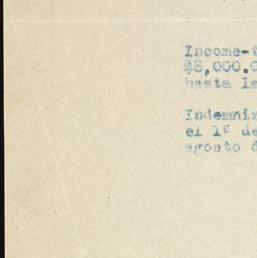 Income-t
$8,000.0
hasta la
Indemniz
el 1º de
agosto d